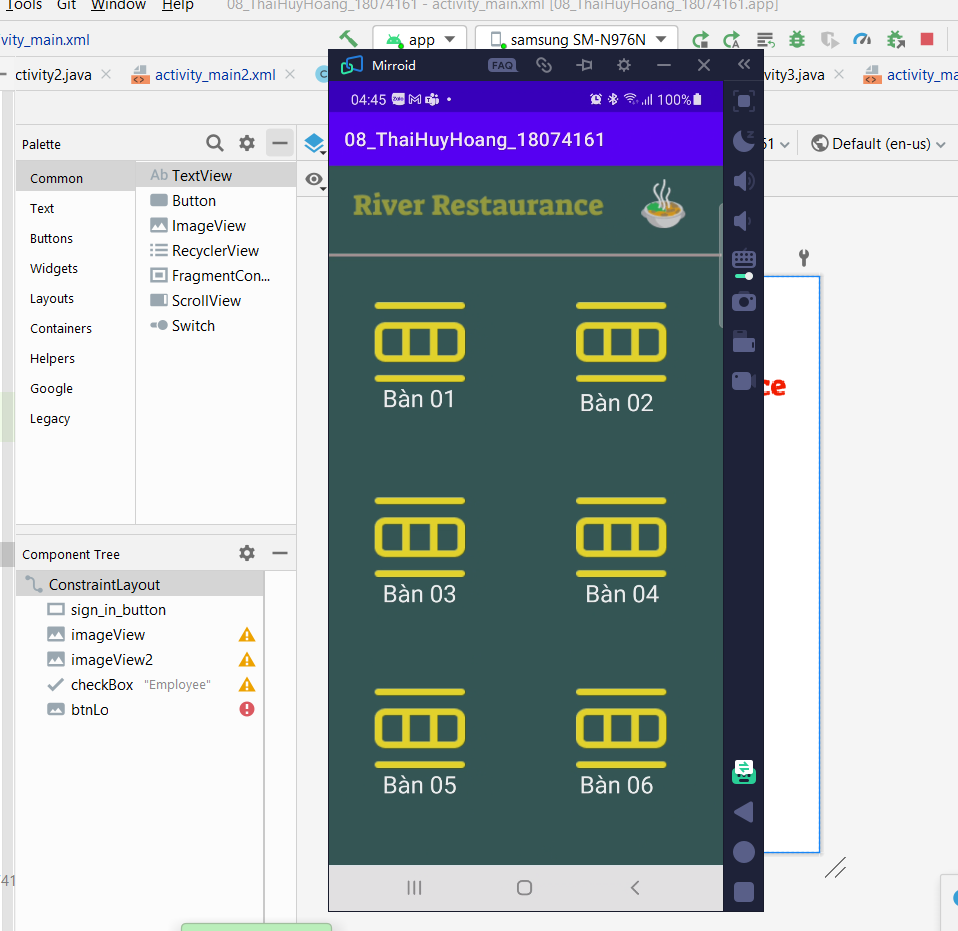 Tools Git Window Help 08_ThaiHuyHoang_18074161 - activity_main.xml [08_ThaiHuyHoang_18074161.app]
vity_main.xml
app
samsung SM-N976N
ctivity2.java
activity_main2.xml
Mirroid
FAQ
vity3.java
activity_ma
04:45
Zalo
100%
08_ThaiHuyHoang_18074161
Palette
61
Default (en-us)
Common
Text
Buttons
Widgets
Layouts
Containers
Helpers
Google
Legacy
Ab TextView
Button
ImageView
RecyclerView
FragmentCon...
ScrollView
Switch
River Restaurance
ce
Bàn 01
Bàn 02
Bàn 03
Bàn 04
Bàn 05
Bàn 06
Component Tree
ConstraintLayout
sign_in_button
imageView
imageView2
checkBox "Employee"
btnLo
41